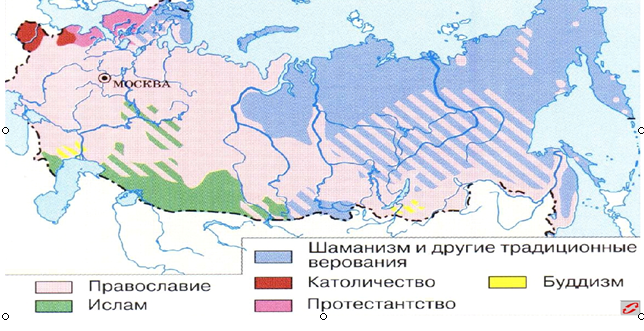 МОСКВА
Шаманизм и другие традиционные
верования
Православие
Католичество
Буддизм
Ислам
Протестантство